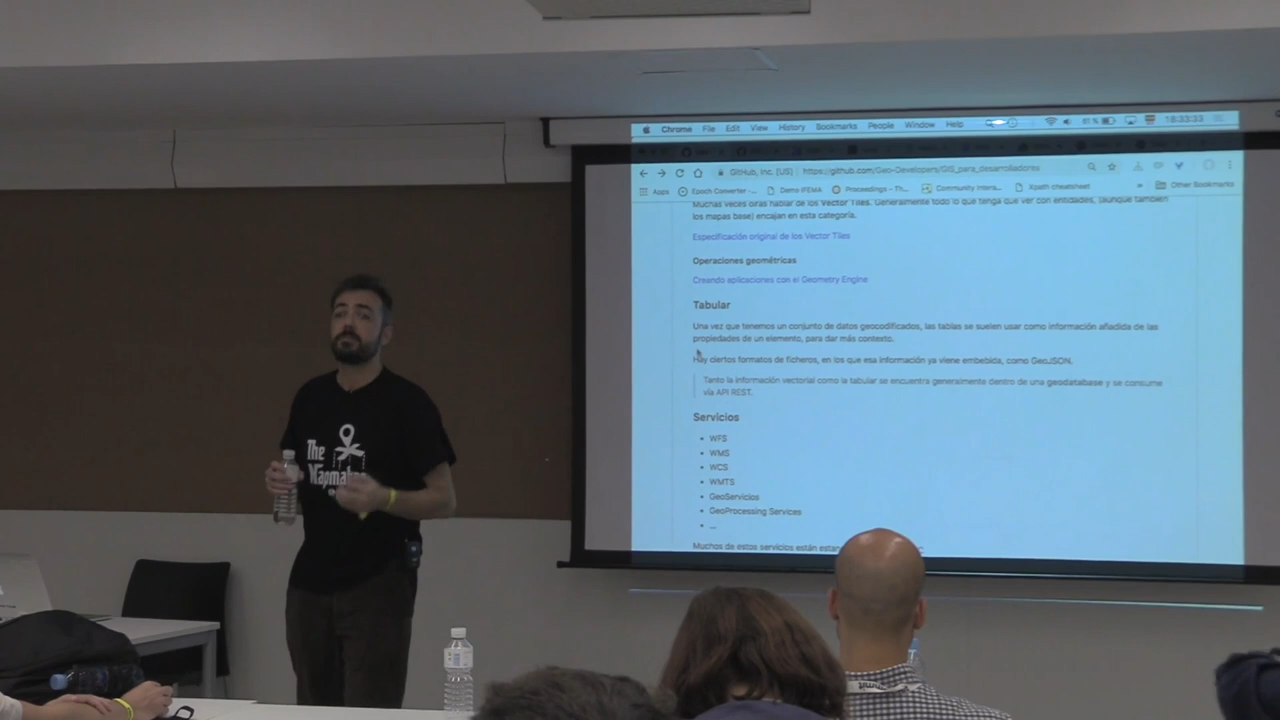 Chrome File Edit View History Bookmarks People Window Help 81 % 18:33:33
GitHub, Inc. [US] https://github.com/Geo-Developers/GIS_para_desarrolladores
Apps Epoch Converter -... Demo IFEMA Proceedings – Th... Community Intera... Xpath cheatsheet » Other Bookmarks
Muchas veces oirás hablar de los Vector Tiles. Generalmente todo lo que tenga que ver con entidades, (aunque también
los mapas base) encajan en esta categoría.
Especificación original de los Vector Tiles
Operaciones geométricas
Creando aplicaciones con el Geometry Engine
Tabular
Una vez que tenemos un conjunto de datos geocodificados, las tablas se suelen usar como información añadida de las
propiedades de un elemento, para dar más contexto.
Hay ciertos formatos de ficheros, en los que esa información ya viene embebida, como GeoJSON.
Tanto la información vectorial como la tabular se encuentra generalmente dentro de una geodatabase y se consume
vía API REST.
Servicios
WFS
WMS
WCS
WMTS
GeoServicios
GeoProcessing Services
...
Muchos de estos servicios están
The
Mapmaker